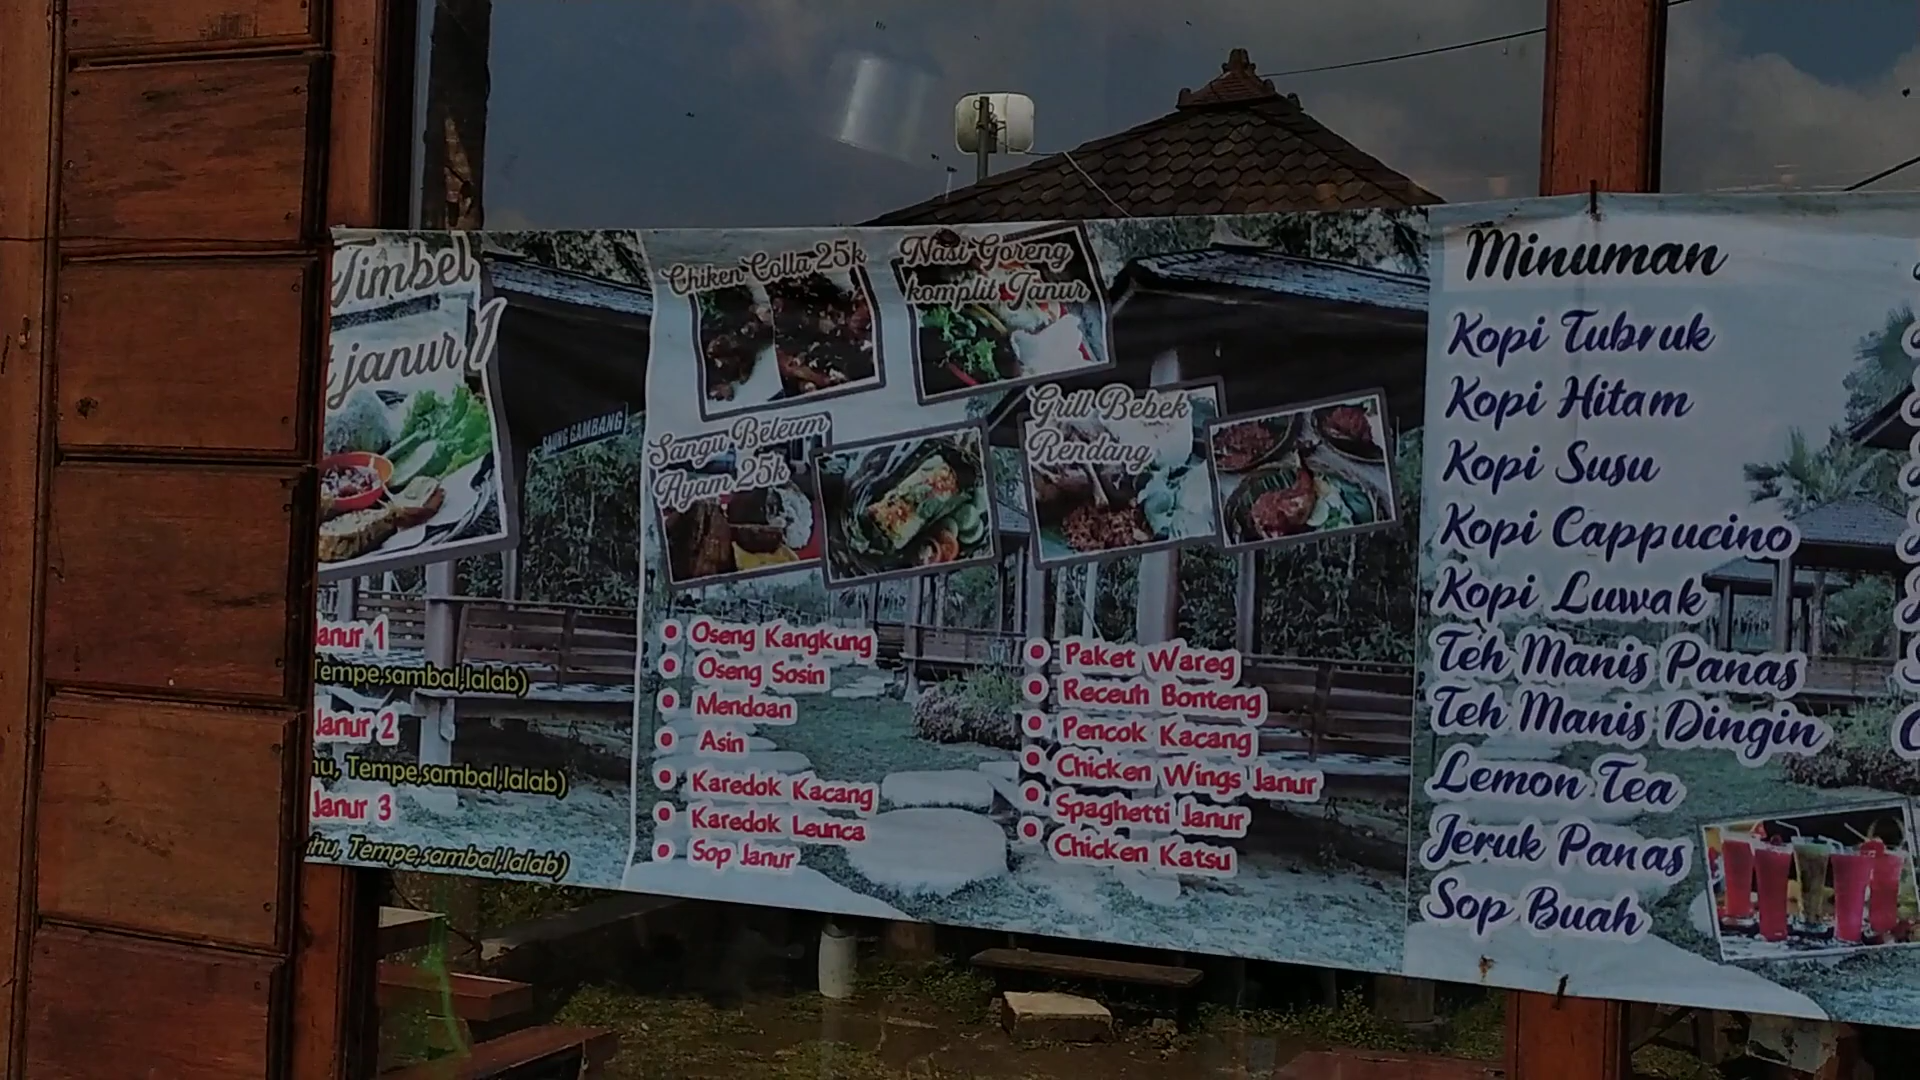 Timbel
janur 1
SAUNG GAMBANG
anur 1
Tempe,sambal,lalab)
Janur 2
hu, Tempe,sambal,lalab)
Janur 3
hu, Tempe,sambal,lalab)
Chiken Colla 25k
Nasi Goreng
komplit Janur
Sangu Beleum
Ayam 25k
Grill Bebek
Rendang
Oseng Kangkung
Oseng Sosin
Mendoan
Asin
Karedok Kacang
Karedok Leunca
Sop Janur
Paket Wareg
Receuh Bonteng
Pencok Kacang
Chicken Wings Janur
Spaghetti Janur
Chicken Katsu
Minuman
Kopi Tubruk
Kopi Hitam
Kopi Susu
Kopi Cappucino
Kopi Luwak
Teh Manis Panas
Teh Manis Dingin
Lemon Tea
Jeruk Panas
Sop Buah